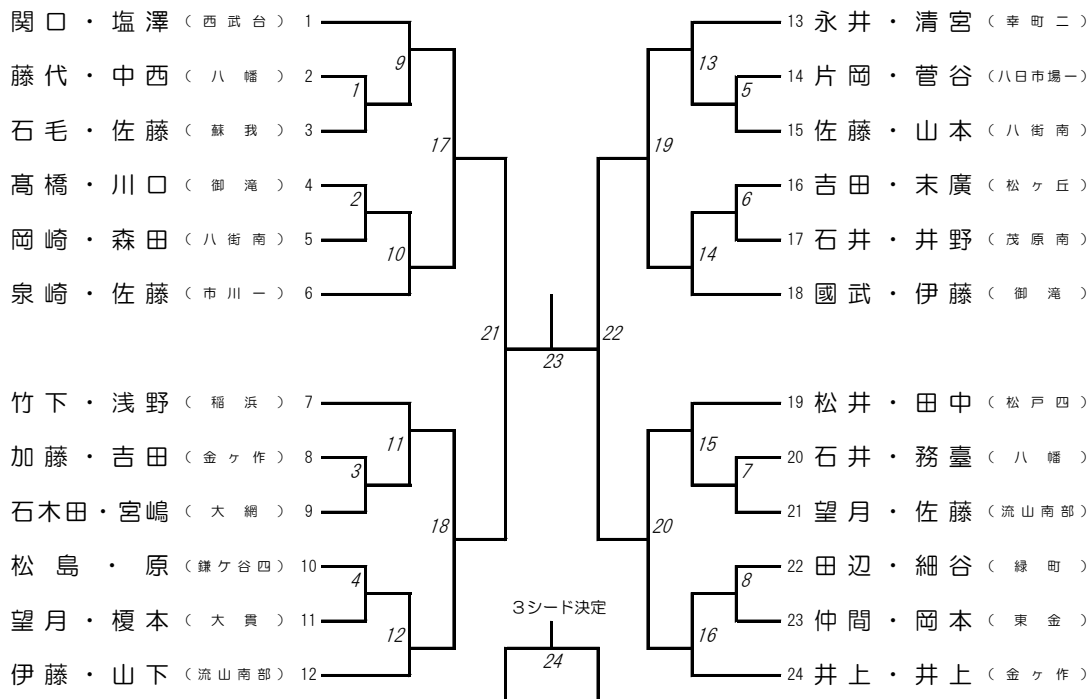 関口・塩澤（西武台） 1
藤代・中西（八幡） 2
石毛・佐藤（蘇我） 3
髙橋・川口（御滝） 4
岡崎・森田（八街南） 5
泉崎・佐藤（市川一） 6
竹下・浅野（稲浜） 7
加藤・吉田（金ヶ作） 8
石木田・宮嶋（大網） 9
松島・原（鎌ケ谷四） 10
望月・榎本（大貫） 11
伊藤・山下（流山南部） 12
9
1
17
2
10
21
11
3
18
4
12
23
3シード決定
24
13
5
19
6
14
22
15
7
20
8
16
13 永井・清宮（幸町二）
14 片岡・菅谷（八日市場一）
15 佐藤・山本（八街南）
16 吉田・末廣（松ヶ丘）
17 石井・井野（茂原南）
18 國武・伊藤（御滝）
19 松井・田中（松戸四）
20 石井・務臺（八幡）
21 望月・佐藤（流山南部）
22 田辺・細谷（緑町）
23 仲間・岡本（東金）
24 井上・井上（金ヶ作）